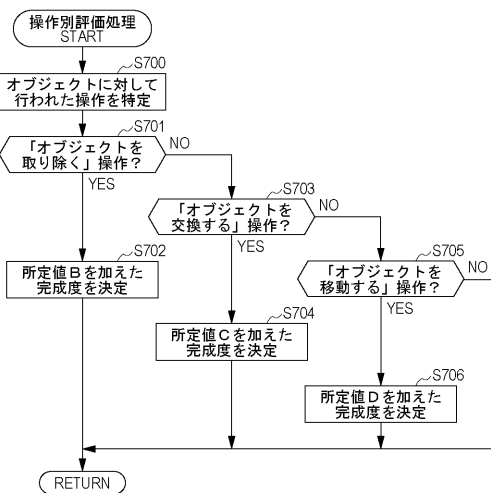 操作別評価処理
START
S700
オブジェクトに対して
行われた操作を特定
S701
「オブジェクトを
取り除く」操作？
NO
YES
S703
「オブジェクトを
交換する」操作？
NO
YES
S702
所定値Bを加えた
完成度を決定
S705
「オブジェクトを
移動する」操作？
NO
YES
S704
所定値Cを加えた
完成度を決定
S706
所定値Dを加えた
完成度を決定
RETURN